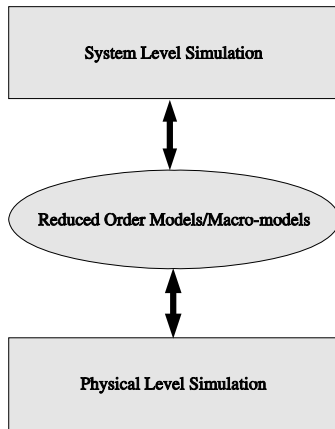 System Level Simulation
Reduced Order Models/Macro-models
Physical Level Simulation